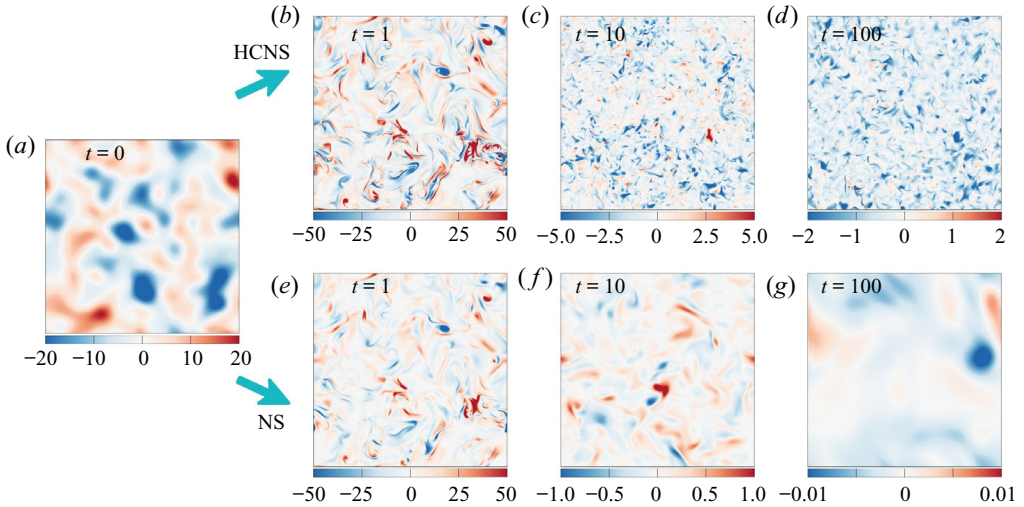 (b)
t = 1
(c)
t = 10
(d)
t = 100
HCNS
−50 −25 0 25 50
−5.0 −2.5 0 2.5 5.0
−2 −1 0 1 2
(a)
t = 0
−20 −10 0 10 20
NS
(e)
t = 1
(f)
t = 10
(g)
t = 100
−50 −25 0 25 50
−1.0 −0.5 0 0.5 1.0
−0.01 0 0.01